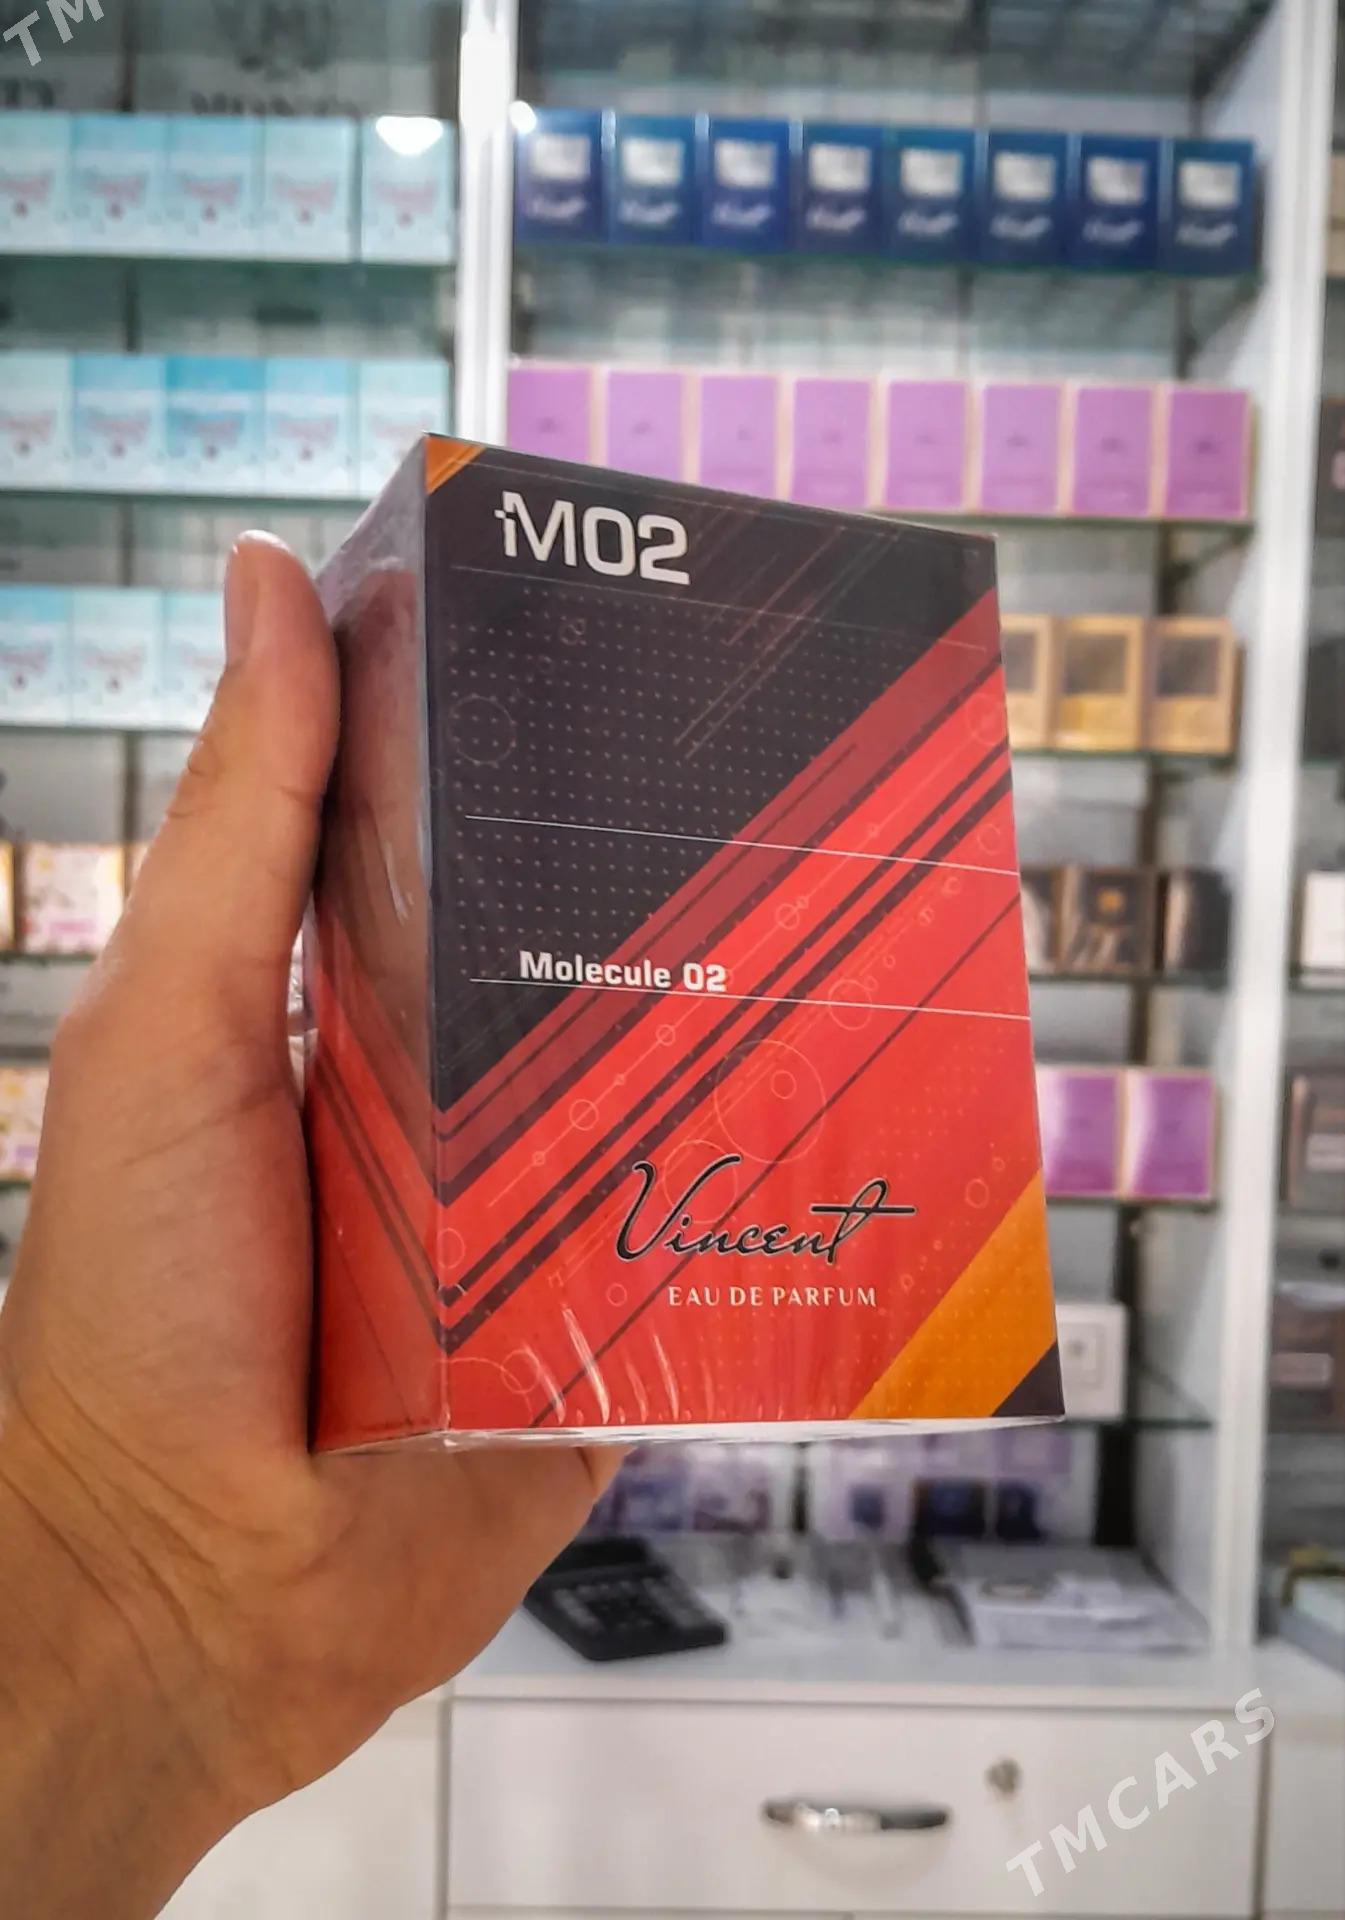 TM
M02
Molecule 02
Vincent
EAU DE PARFUM
TMCARS